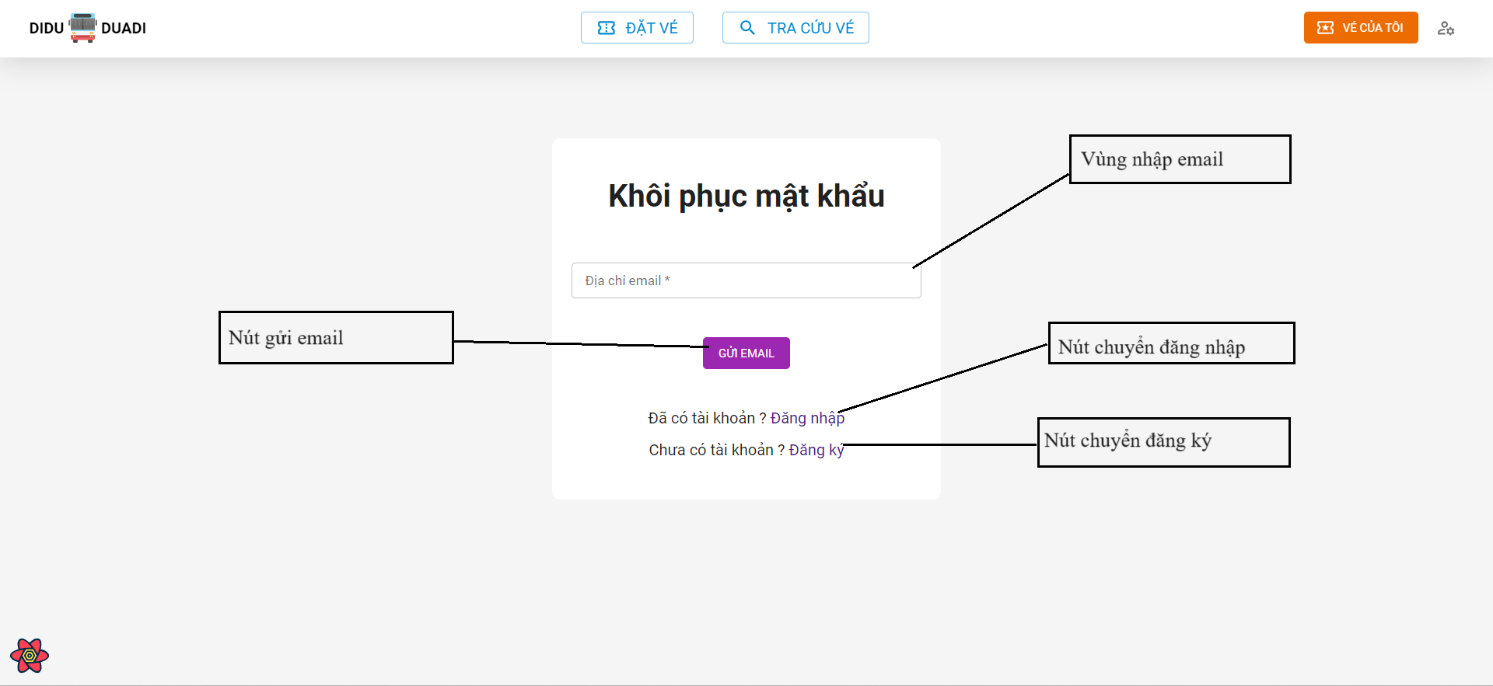 DIDU DUADI
ĐẶT VÉ
TRA CỨU VÉ
VÉ CỦA TÔI
Vùng nhập email
Khôi phục mật khẩu
Địa chỉ email *
Nút gửi email
GỬI EMAIL
Nút chuyển đăng nhập
Đã có tài khoản ? Đăng nhập
Nút chuyển đăng ký
Chưa có tài khoản ? Đăng ký